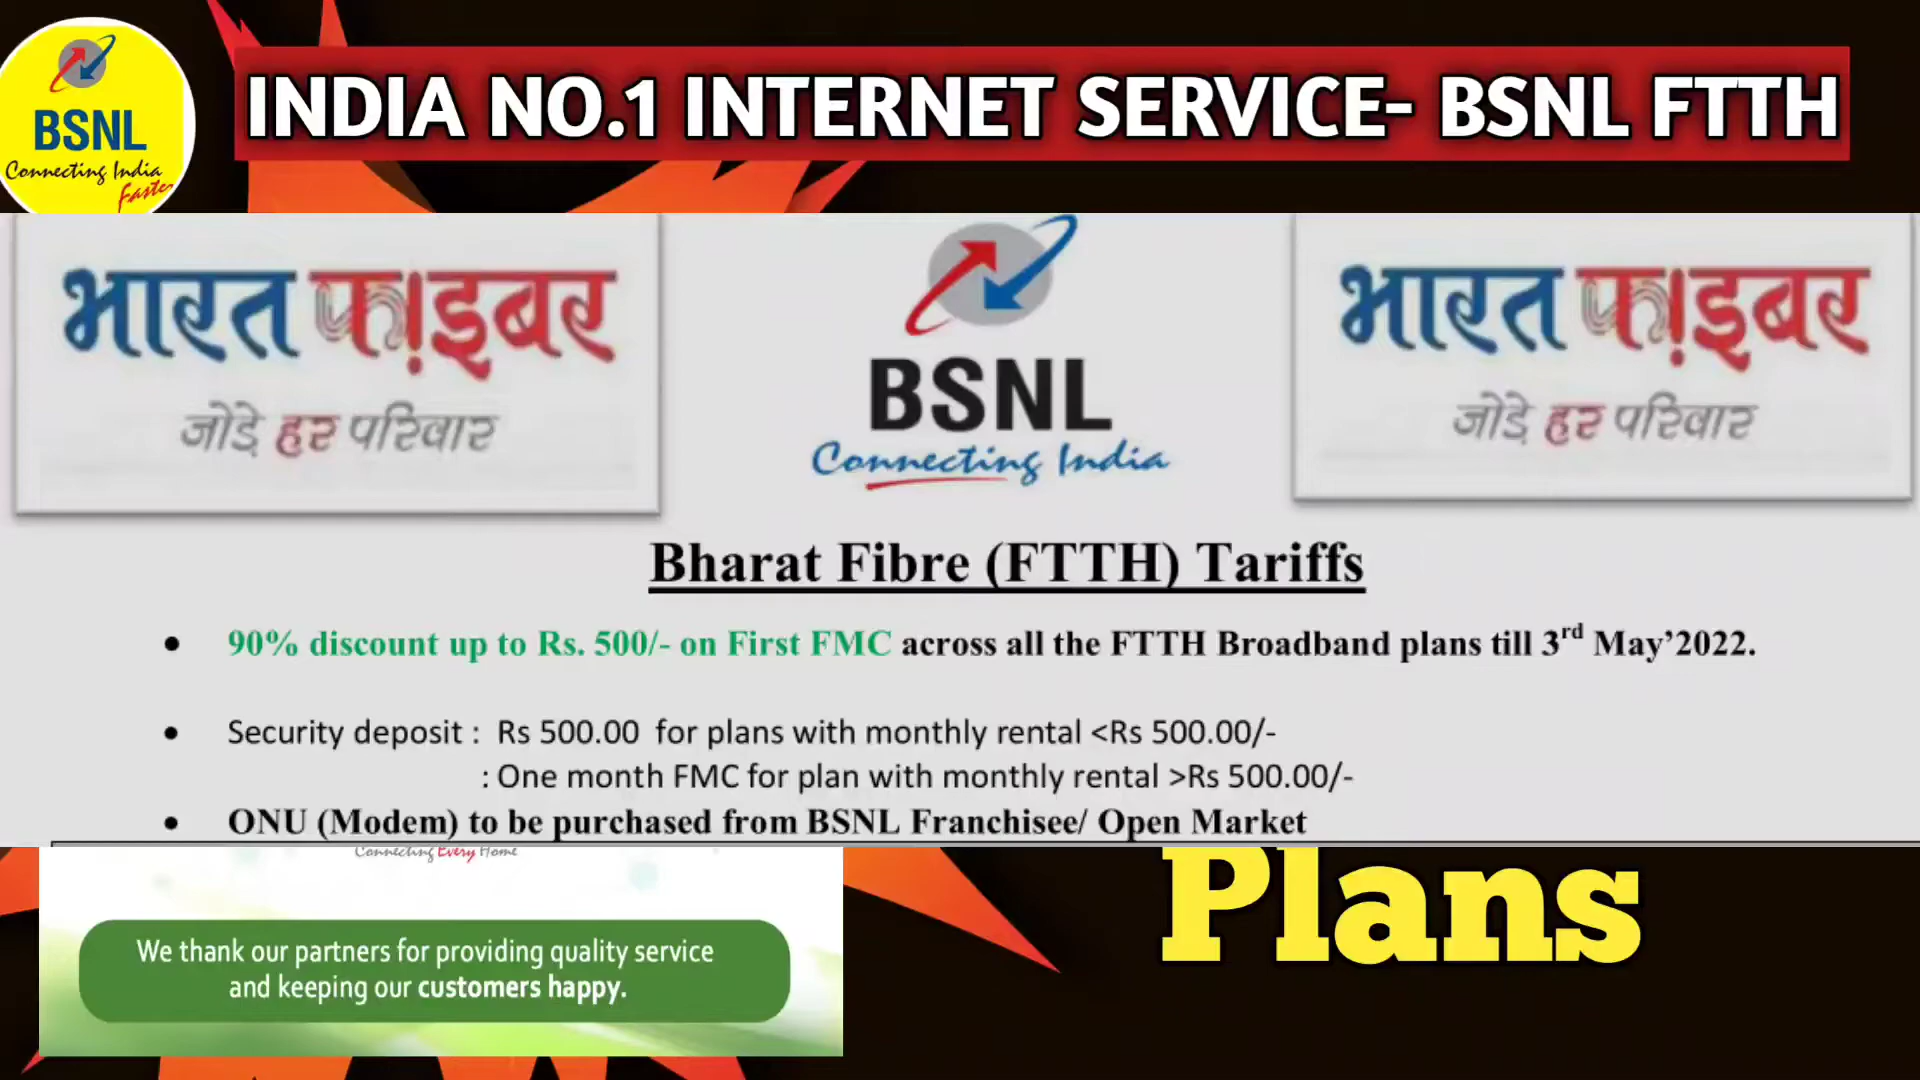 BSNL
Connecting India
Faster
INDIA NO.1 INTERNET SERVICE- BSNL FTTH
भारत फाइबर
जोड़े हर परिवार
BSNL
Connecting India
भारत फाइबर
जोड़े हर परिवार
Bharat Fibre (FTTH) Tariffs
• 90% discount up to Rs. 500/- on First FMC across all the FTTH Broadband plans till 3rd May’2022.
• Security deposit : Rs 500.00 for plans with monthly rental <Rs 500.00/-
: One month FMC for plan with monthly rental >Rs 500.00/-
• ONU (Modem) to be purchased from BSNL Franchisee/ Open Market
Connecting Every Home
Plans
We thank our partners for providing quality service
and keeping our customers happy.